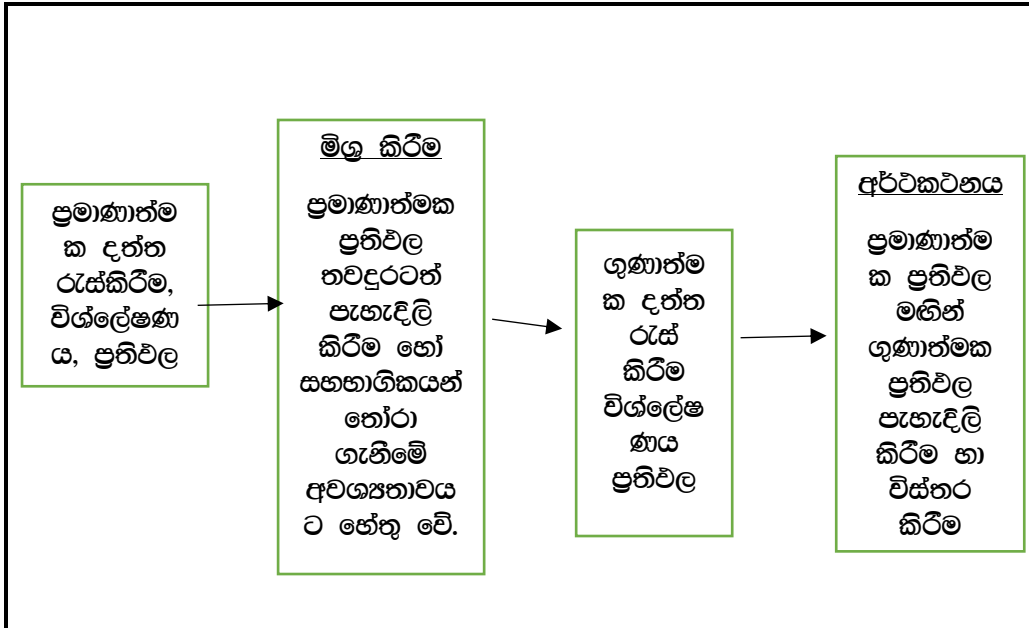 ප්‍රමාණාත්ම
ක දත්ත
රැස්කිරීම,
විශ්ලේෂණ
ය, ප්‍රතිඵල
මිශ්‍ර කිරීම
ප්‍රමාණාත්මක
ප්‍රතිඵල
තවදුරටත්
පැහැදිලි
කිරීම හෝ
සහභාගිකයන්
තෝරා
ගැනීමේ
අවශ්‍යතාවය
ට හේතු වේ.
ගුණාත්ම
ක දත්ත
රැස්
කිරීම
විශ්ලේෂ
ණය
ප්‍රතිඵල
අර්ථකථනය
ප්‍රමාණාත්ම
ක ප්‍රතිඵල
මඟින්
ගුණාත්මක
ප්‍රතිඵල
පැහැදිලි
කිරීම හා
විස්තර
කිරීම